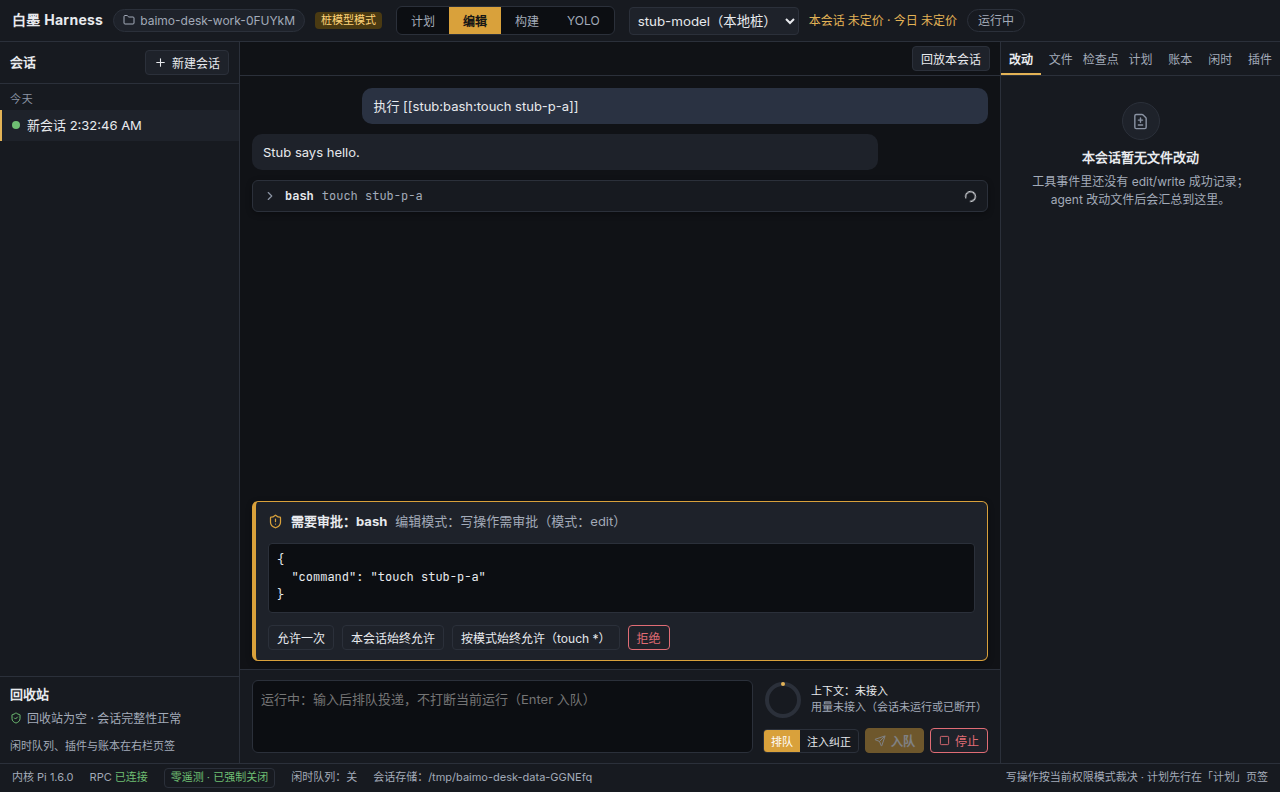 白墨 Harness
baimo-desk-work-0FUYkM
桩模型模式
计划 编辑 构建 YOLO
stub-model（本地桩）
本会话 未定价 · 今日 未定价
运行中
会话
新建会话
今天
新会话 2:32:46 AM
回收站
回收站为空 · 会话完整性正常
闲时队列、插件与账本在右栏页签
回放本会话
执行 [[stub:bash:touch stub-p-a]]
Stub says hello.
bash touch stub-p-a
需要审批：bash 编辑模式：写操作需审批（模式：edit）
{
"command": "touch stub-p-a"
}
允许一次 本会话始终允许 按模式始终允许（touch *） 拒绝
运行中：输入后排队投递，不打断当前运行（Enter 入队）
上下文：未接入
用量未接入（会话未运行或已断开）
排队 注入纠正 入队 停止
改动 文件 检查点 计划 账本 闲时 插件
本会话暂无文件改动
工具事件里还没有 edit/write 成功记录；
agent 改动文件后会汇总到这里。
内核 Pi 1.6.0 RPC 已连接 零遥测 · 已强制关闭 闲时队列：关 会话存储：/tmp/baimo-desk-data-GGNEfq
写操作按当前权限模式裁决 · 计划先行在「计划」页签